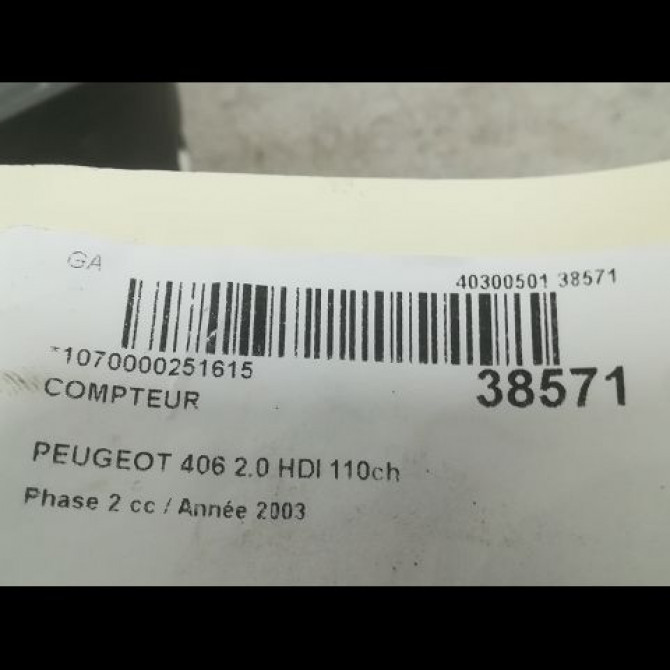 GA
40300501 38571
*1070000251615
38571
COMPTEUR
PEUGEOT 406 2.0 HDI 110ch
Phase 2 cc / Année 2003